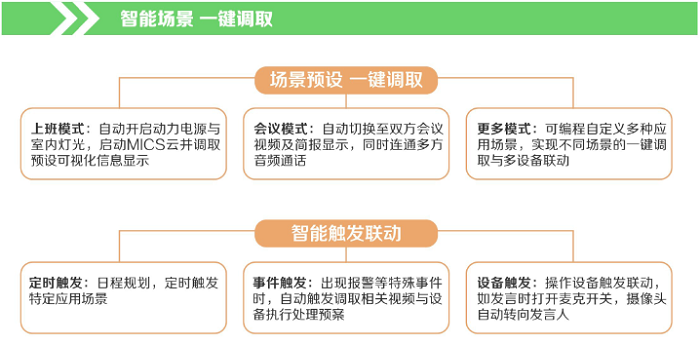 智能场景 一键调取
场景预设 一键调取
上班模式：自动开启动力电源与
室内灯光，启动MICS云并调取
预设可视化信息显示
会议模式：自动切换至双方会议
视频及简报显示，同时连通多方
音频通话
更多模式：可编程自定义多种应
用场景，实现不同场景的一键调
取与多设备联动
智能触发联动
定时触发：日程规划，定时触发
特定应用场景
事件触发：出现报警等特殊事件
时，自动触发调取相关视频与设
备执行处理预案
设备触发：操作设备触发联动，
如发言时打开麦克开关，摄像头
自动转向发言人